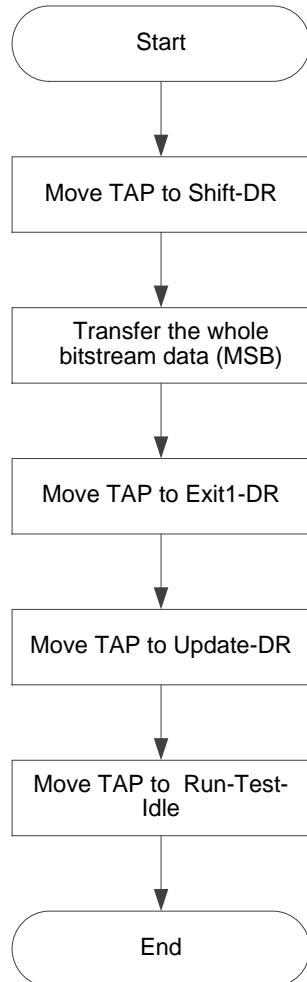 Start
Move TAP to Shift-DR
Transfer the whole
bitstream data (MSB)
Move TAP to Exit1-DR
Move TAP to Update-DR
Move TAP to  Run-Test-
Idle
End